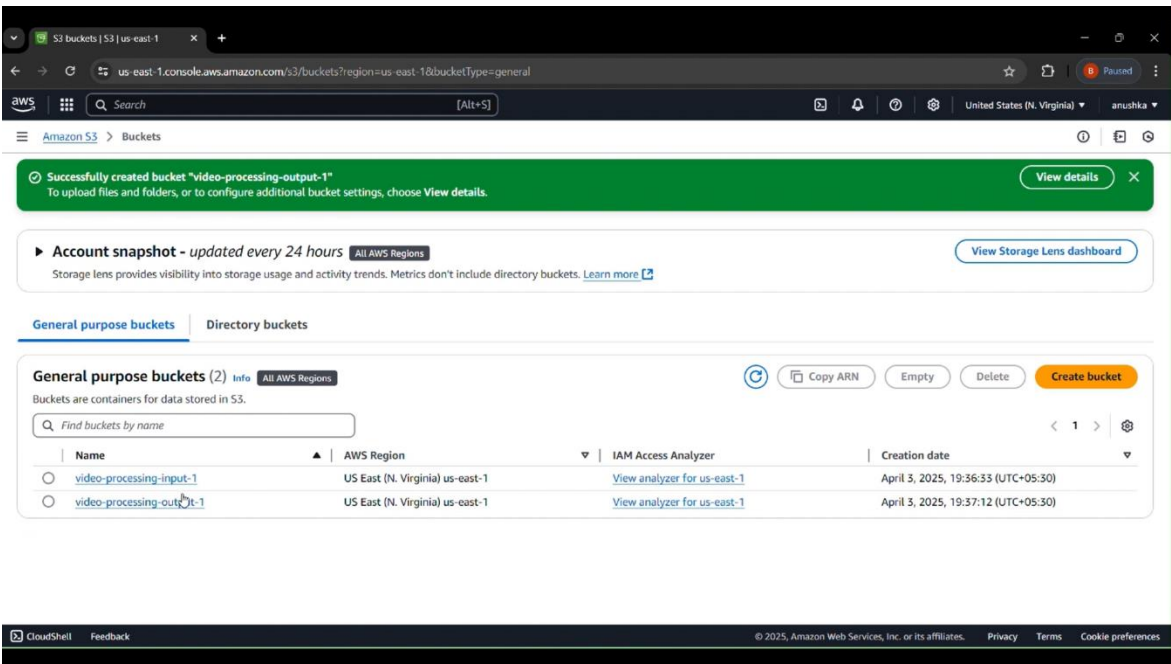 S3 buckets | S3 | us-east-1
us-east-1.console.aws.amazon.com/s3/buckets?region=us-east-1&bucketType=general
B Paused
aws Search [Alt+S] United States (N. Virginia) anushka
Amazon S3 > Buckets
Successfully created bucket "video-processing-output-1"
To upload files and folders, or to configure additional bucket settings, choose View details.
View details
Account snapshot - updated every 24 hours All AWS Regions
Storage lens provides visibility into storage usage and activity trends. Metrics don't include directory buckets. Learn more
View Storage Lens dashboard
General purpose buckets Directory buckets
General purpose buckets (2) Info All AWS Regions
Copy ARN Empty Delete Create bucket
Buckets are containers for data stored in S3.
Find buckets by name
1
Name AWS Region IAM Access Analyzer Creation date
video-processing-input-1 US East (N. Virginia) us-east-1 View analyzer for us-east-1 April 3, 2025, 19:36:33 (UTC+05:30)
video-processing-output-1 US East (N. Virginia) us-east-1 View analyzer for us-east-1 April 3, 2025, 19:37:12 (UTC+05:30)
CloudShell Feedback © 2025, Amazon Web Services, Inc. or its affiliates. Privacy Terms Cookie preferences